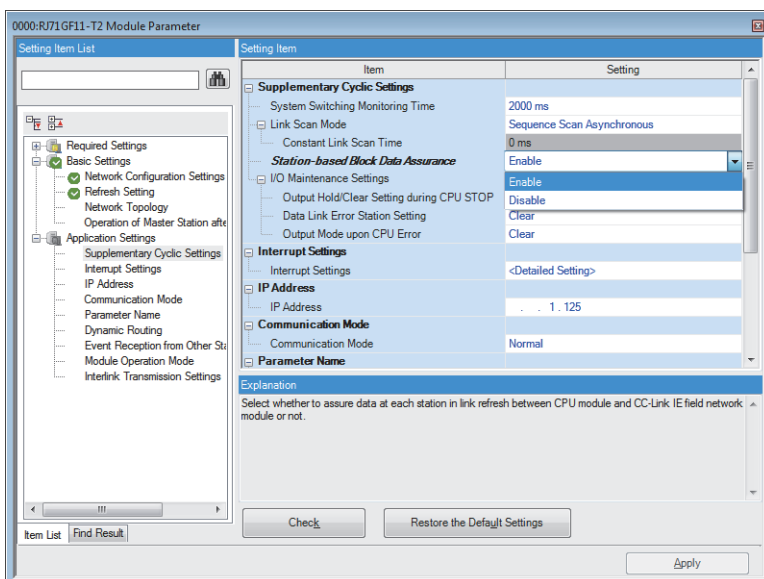 0000:RJ71GF11-T2 Module Parameter
Setting Item List
Required Settings
Basic Settings
Network Configuration Settings
Refresh Setting
Network Topology
Operation of Master Station afte
Application Settings
Supplementary Cyclic Settings
Interrupt Settings
IP Address
Communication Mode
Parameter Name
Dynamic Routing
Event Reception from Other Sta
Module Operation Mode
Interlink Transmission Settings
Item List Find Result
Setting Item
Item Setting
Supplementary Cyclic Settings
System Switching Monitoring Time 2000 ms
Link Scan Mode Sequence Scan Asynchronous
Constant Link Scan Time 0 ms
Station-based Block Data Assurance Enable
Enable
I/O Maintenance Settings
Disable
Output Hold/Clear Setting during CPU STOP
Data Link Error Station Setting Clear
Output Mode upon CPU Error Clear
Interrupt Settings
Interrupt Settings <Detailed Setting>
IP Address
IP Address . . 1 . 125
Communication Mode
Communication Mode Normal
Parameter Name
Explanation
Select whether to assure data at each station in link refresh between CPU module and CC-Link IE field network
module or not.
Check Restore the Default Settings
Apply